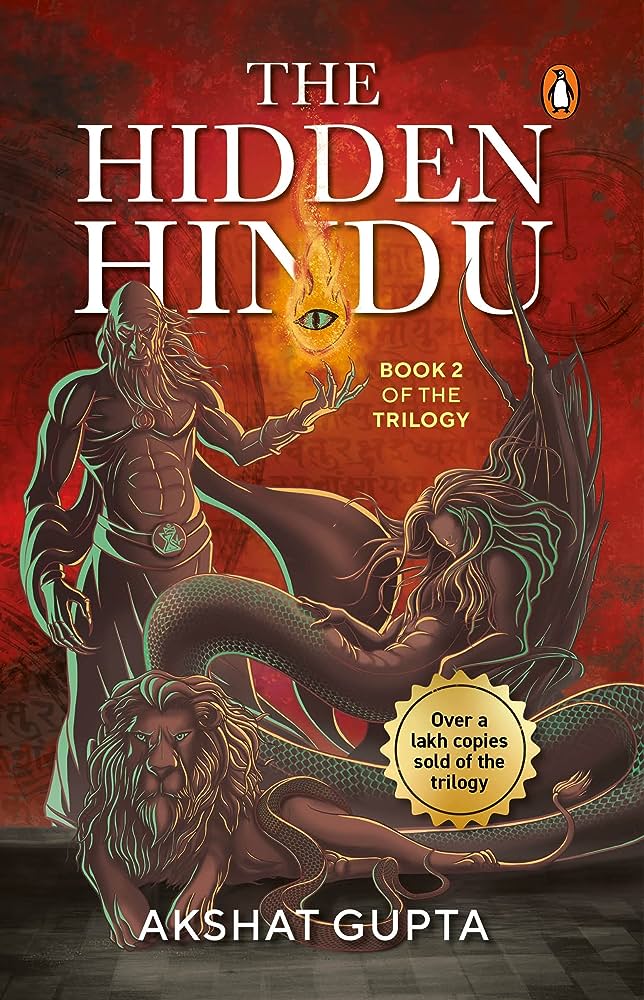 THE
HIDDEN
HINDU
BOOK 2
OF THE
TRILOGY
Over a
lakh copies
sold of the
trilogy
AKSHAT GUPTA